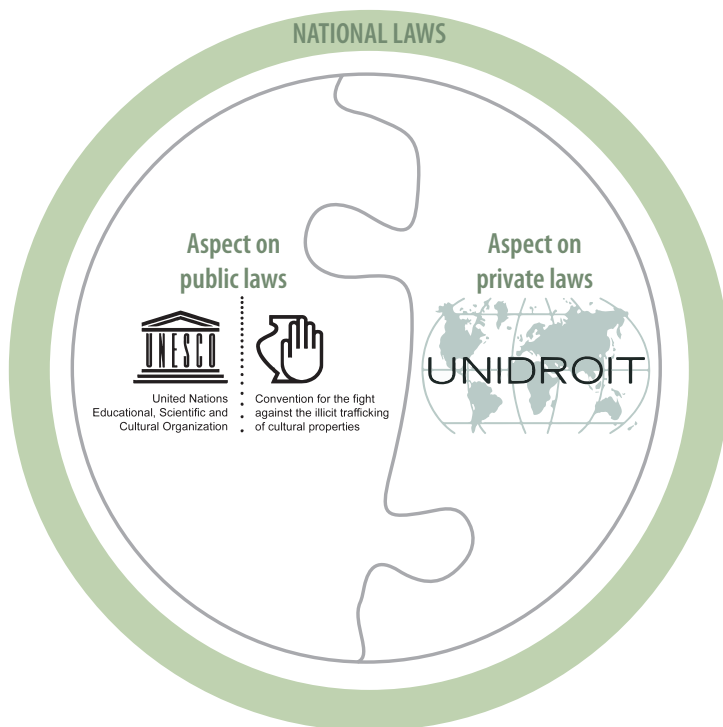 NATIONAL LAWS
Aspect on
public laws
UNESCO
United Nations
Educational, Scientific and
Cultural Organization
Convention for the fight
against the illicit trafficking
of cultural properties
Aspect on
private laws
UNIDROIT